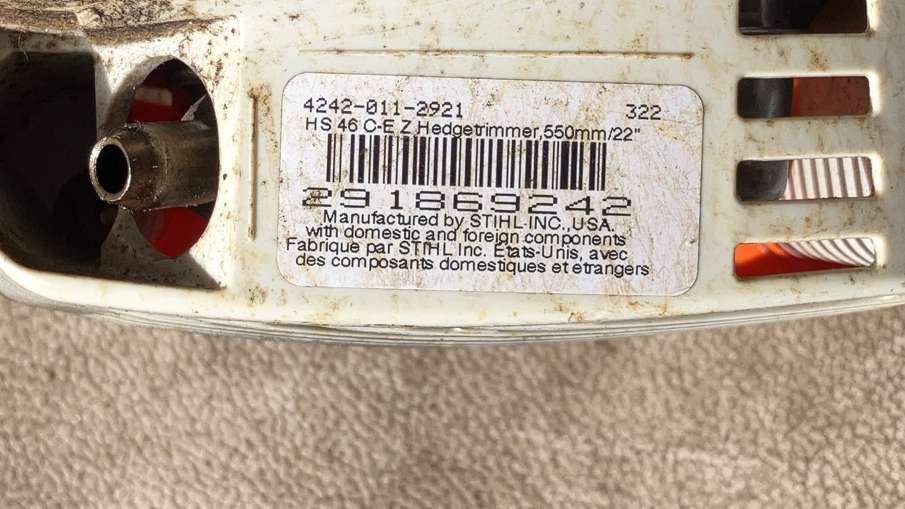 4242-011-2921 322
HS 46 C-E Z Hedgetrimmer,550mm/22"
291869242
Manufactured by STIHL INC.,USA.
with domestic and foreign components
Fabrique par STIHL Inc. Etats-Unis, avec
des composants domestiques et etrangers